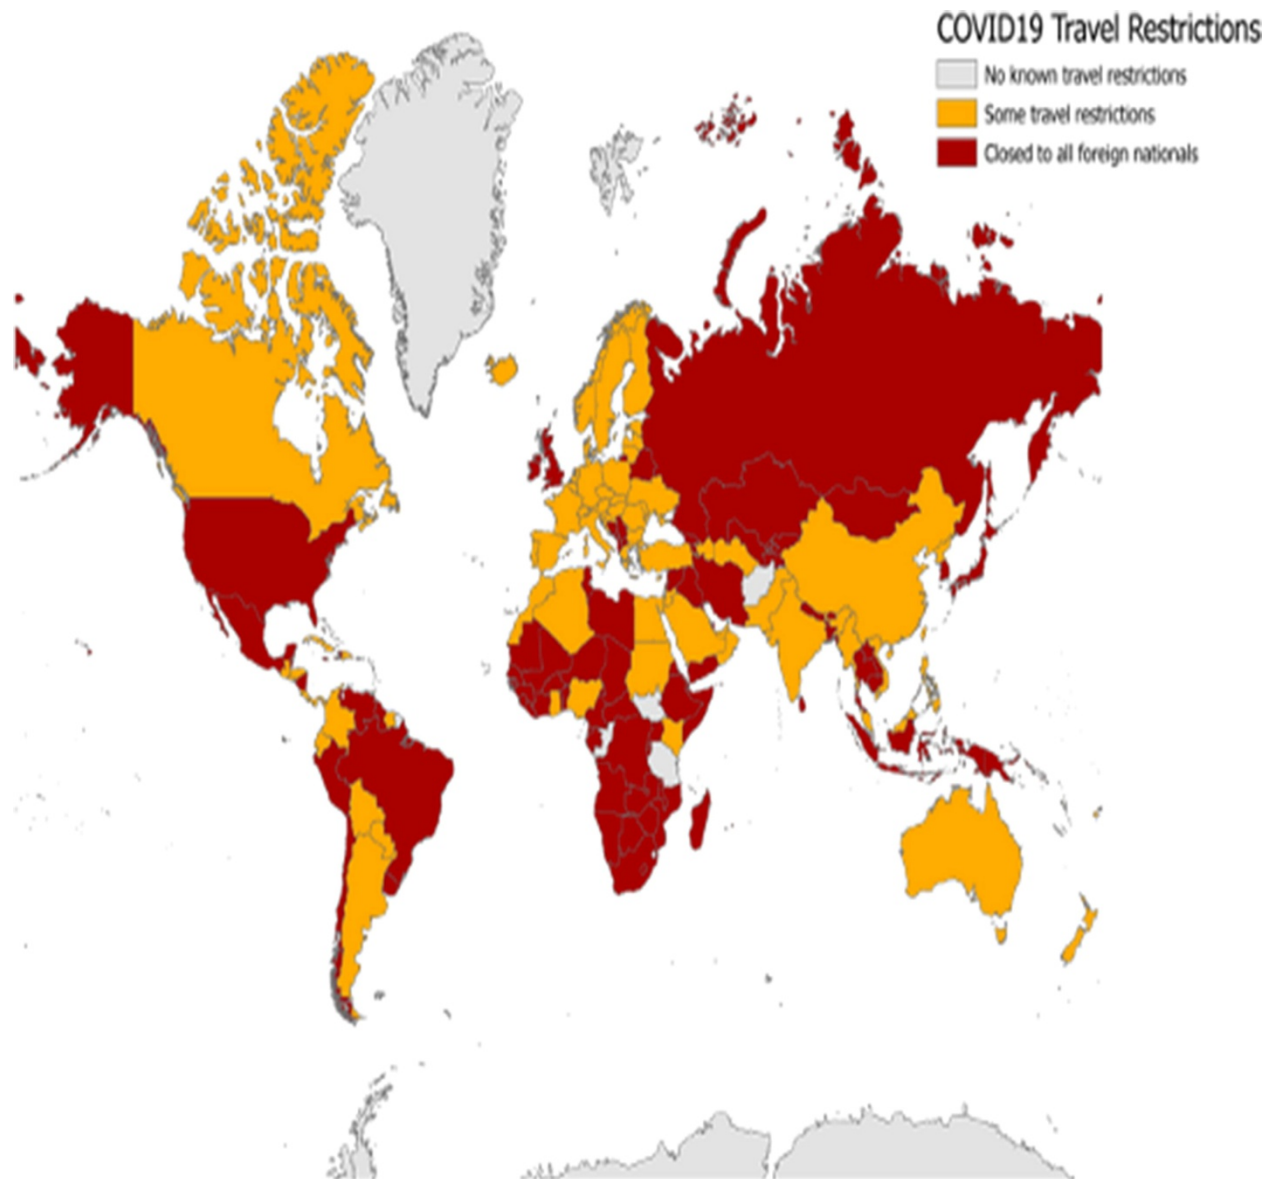 COVID19 Travel Restrictions
No known travel restrictions
Some travel restrictions
Closed to all foreign nationals